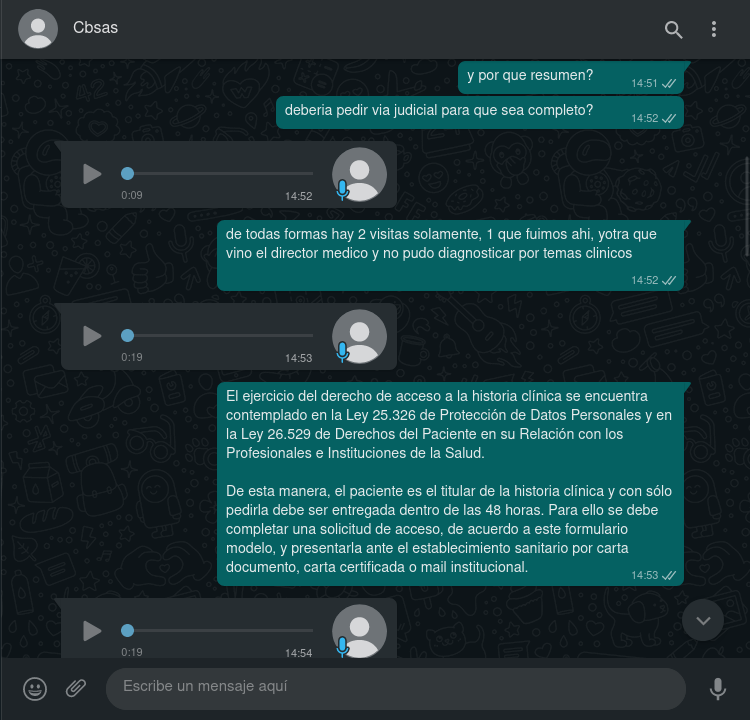 Cbsas
y por que resumen?
14:51
deberia pedir via judicial para que sea completo?
14:52
0:09
14:52
de todas formas hay 2 visitas solamente, 1 que fuimos ahi, yotra que
vino el director medico y no pudo diagnosticar por temas clinicos
14:52
0:19
14:53
El ejercicio del derecho de acceso a la historia clínica se encuentra
contemplado en la Ley 25.326 de Protección de Datos Personales y en
la Ley 26.529 de Derechos del Paciente en su Relación con los
Profesionales e Instituciones de la Salud.
De esta manera, el paciente es el titular de la historia clínica y con sólo
pedirla debe ser entregada dentro de las 48 horas. Para ello se debe
completar una solicitud de acceso, de acuerdo a este formulario
modelo, y presentarla ante el establecimiento sanitario por carta
documento, carta certificada o mail institucional.
14:53
0:19
14:54
Escribe un mensaje aquí